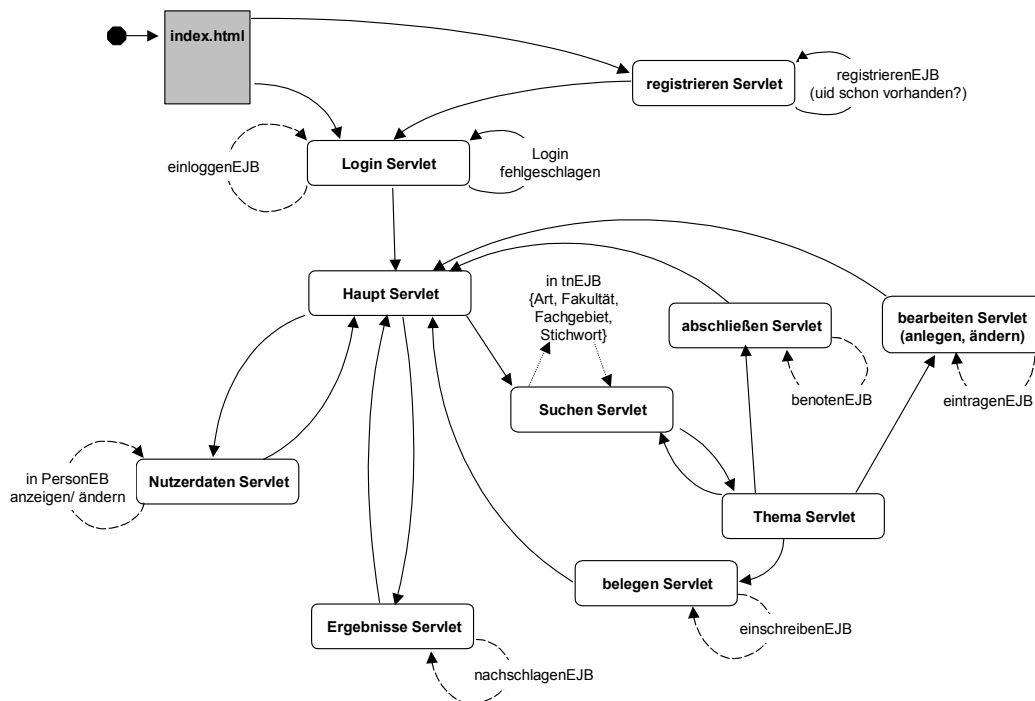 index.html
registrieren Servlet
registrierenEJB
(uid schon vorhanden?)
einloggenEJB
Login Servlet
Login
fehlgeschlagen
Haupt Servlet
in tnEJB
{Art, Fakultät,
Fachgebiet,
Stichwort}
abschließen Servlet
bearbeiten Servlet
(anlegen, ändern)
benotenEJB
eintragenEJB
Suchen Servlet
in PersonEB
anzeigen/ ändern
Nutzerdaten Servlet
Thema Servlet
belegen Servlet
einschreibenEJB
Ergebnisse Servlet
nachschlagenEJB